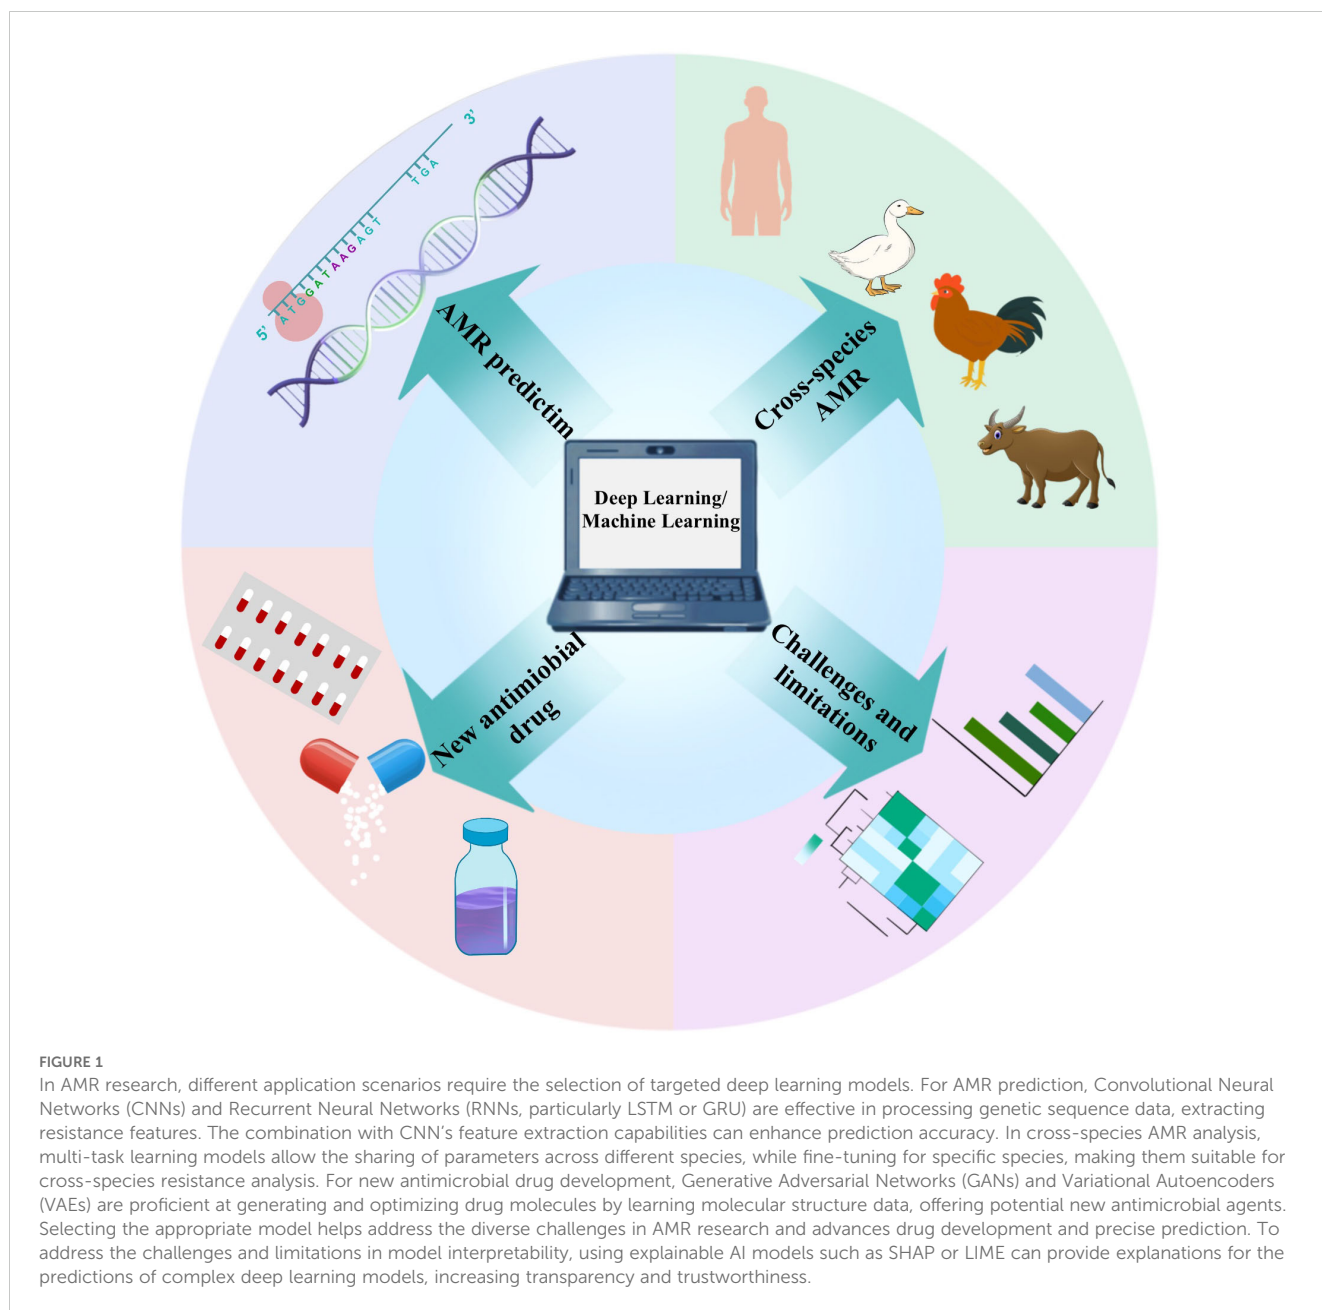 3'
TGA
ATGGATAAGAGT
5'
AMR predictim
Cross-species
AMR
Deep Learning/
Machine Learning
New antimiobial
drug
Challenges and
limitations
FIGURE 1
In AMR research, different application scenarios require the selection of targeted deep learning models. For AMR prediction, Convolutional Neural
Networks (CNNs) and Recurrent Neural Networks (RNNs, particularly LSTM or GRU) are effective in processing genetic sequence data, extracting
resistance features. The combination with CNN's feature extraction capabilities can enhance prediction accuracy. In cross-species AMR analysis,
multi-task learning models allow the sharing of parameters across different species, while fine-tuning for specific species, making them suitable for
cross-species resistance analysis. For new antimicrobial drug development, Generative Adversarial Networks (GANs) and Variational Autoencoders
(VAEs) are proficient at generating and optimizing drug molecules by learning molecular structure data, offering potential new antimicrobial agents.
Selecting the appropriate model helps address the diverse challenges in AMR research and advances drug development and precise prediction. To
address the challenges and limitations in model interpretability, using explainable AI models such as SHAP or LIME can provide explanations for the
predictions of complex deep learning models, increasing transparency and trustworthiness.